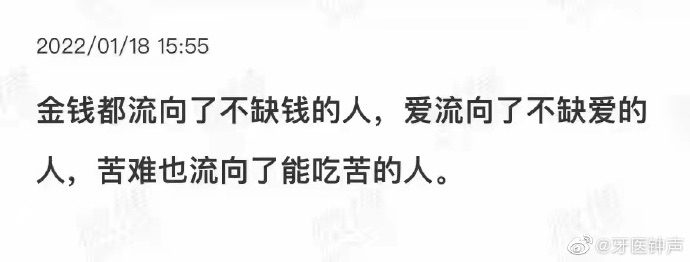 2022/01/18 15:55
金钱都流向了不缺钱的人，爱流向了不缺爱的
人，苦难也流向了能吃苦的人。
@牙医钟声